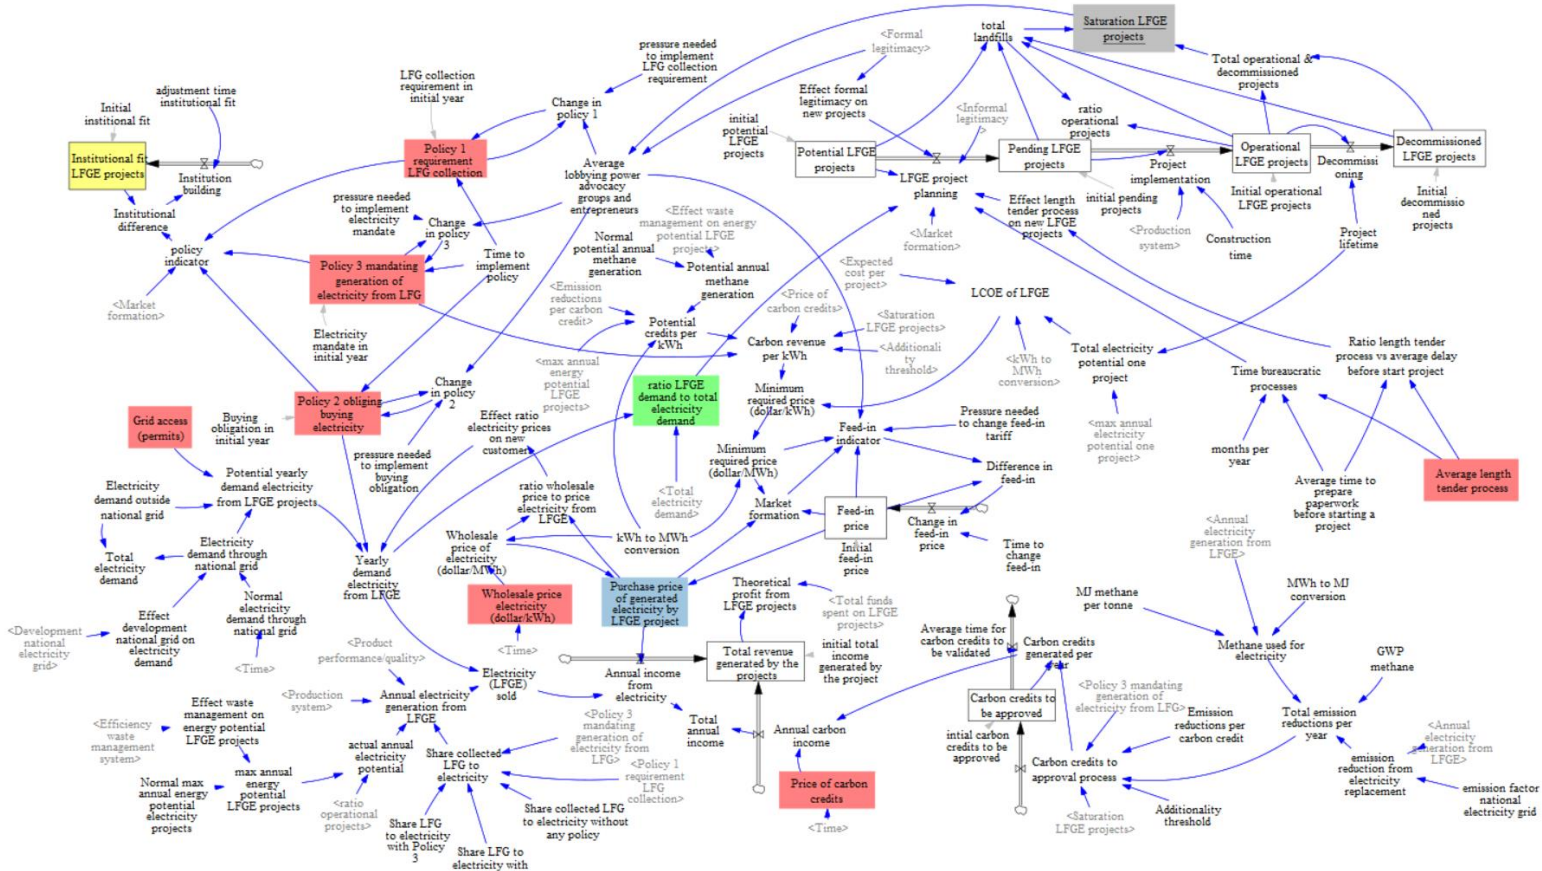 Saturation LFGE
projects
total
landfills
<Formal
legitimacy>
pressure needed
to implement
LFG collection
requirement
LFG collection
requirement in
initial year
Change in
policy 1
Effect formal
legitimacy on
new projects
Total operational &
decommissioned
projects
adjustment time
institutional fit
Initial
institional fit
<Informal
legitimacy
>
ratio
operational
projects
initial
potential
LFGE
projects
Institutional fit
LFGE projects
Institution
building
Institutional
difference
Policy 1
requirement
LFG collection
Average
lobbying power
advocacy
groups and
entrepreneurs
Potential LFGE
projects
LFGE project
planning
Pending LFGE
projects
Project
implementation
Operational
LFGE projects
Decommissi
oning
Decommissioned
LFGE projects
initial pending
projects
Initial operational
LFGE projects
Initial
decommissio
ned projects
Effect length
tender process
on new LFGE
projects
<Market
formation>
<Production
system>
Construction
time
Project
lifetime
pressure needed
to implement
electricity
mandate
Change
in policy
3
<Effect waste
management on energy
potential LFGE
projects>
Normal
potential annual
methane
generation
policy
indicator
Policy 3 mandating
generation of
electricity from LFG
Time to
implement
policy
Potential annual
methane
generation
<Expected
cost per
project>
LCOE of LFGE
<Market
formation>
<Emission
reductions
per carbon
credit>
<Price of
carbon credits>
Electricity
mandate in
initial year
Potential
credits per
kWh
Carbon revenue
per kWh
<Saturation
LFGE projects>
<Additionali
ty
threshold>
<kWh to
MWh
conversion>
Total electricity
potential one
project
Ratio length tender
process vs average delay
before start project
Time bureaucratic
processes
<max annual
energy
potential
LFGE
projects>
ratio LFGE
demand to total
electricity
demand
Minimum
required price
(dollar/kWh)
Change
in policy
2
Policy 2 obliging
buying
electricity
Buying
obligation in
initial year
Grid access
(permits)
Effect ratio
electricity prices
on new
customer
Feed-in
indicator
Pressure needed
to change feed-in
tariff
<max annual
electricity
potential one
project>
months per
year
Average length
tender process
pressure needed
to implement
buying
obligation
Minimum
required price
(dollar/MWh)
Difference in
feed-in
Average time to
prepare
paperwork
before starting a
project
Potential yearly
demand electricity
from LFGE projects
Electricity
demand outside
national grid
ratio wholesale
price to price
electricity from
LFGE
<Total
electricity
demand>
Market
formation
Feed-in
price
Change in
feed-in
price
<Annual
electricity
generation from
LFGE>
Total
electricity
demand
Electricity
demand through
national grid
Yearly
demand
electricity
from LFGE
Wholesale
price of
electricity
(dollar/MWh)
kWh to MWh
conversion
Initial
feed-in
price
Time to
change
feed-in
Effect
development
national grid on
electricity
demand
Normal
electricity
demand through
national grid
Wholesale price
electricity
(dollar/kWh)
Purchase price
of generated
electricity by
LFGE project
Theoretical
profit from
LFGE projects
<Total funds
spent on LFGE
projects>
MJ methane
per tonne
MWh to MJ
conversion
<Development
national
electricity
grid>
<Time>
<Time>
<Product
performance/quality>
Total revenue
generated by the
projects
initial total
income
generated by
the project
Average time for
carbon credits to
be validated
Carbon credits
generated per
year
Methane used for
electricity
GWP
methane
Electricity
(LFGE)
sold
Annual income
from
electricity
Carbon credits to
be approved
<Policy 3 mandating
generation of
electricity from LFG>
<Production
system>
Annual electricity
generation from
LFGE
Effect waste
management on
energy potential
LFGE projects
<Efficiency
waste
management
system>
Total
annual
income
Annual carbon
income
intial carbon
credits to be
approved
Emission
reductions per
carbon credit
Total emission
reductions per
year
<Annual
electricity
generation from
LFGE>
<Policy 3
mandating
generation of
electricity from
LFG>
actual annual
electricity
potential
Share collected
LFG to
electricity
<Policy 1
requirement
LFG
collection>
Carbon credits to
approval process
emission
reduction from
electricity
replacement
Normal max
annual energy
potential
electricity
projects
max annual
energy
potential
LFGE projects
<ratio
operational
projects>
Price of carbon
credits
<Time>
<Saturation
LFGE projects>
Additionality
threshold
emission factor
national
electricity grid
Share LFG
to electricity
with Policy
3
Share LFG to
electricity with
Share collected LFG
to electricity without
any policy